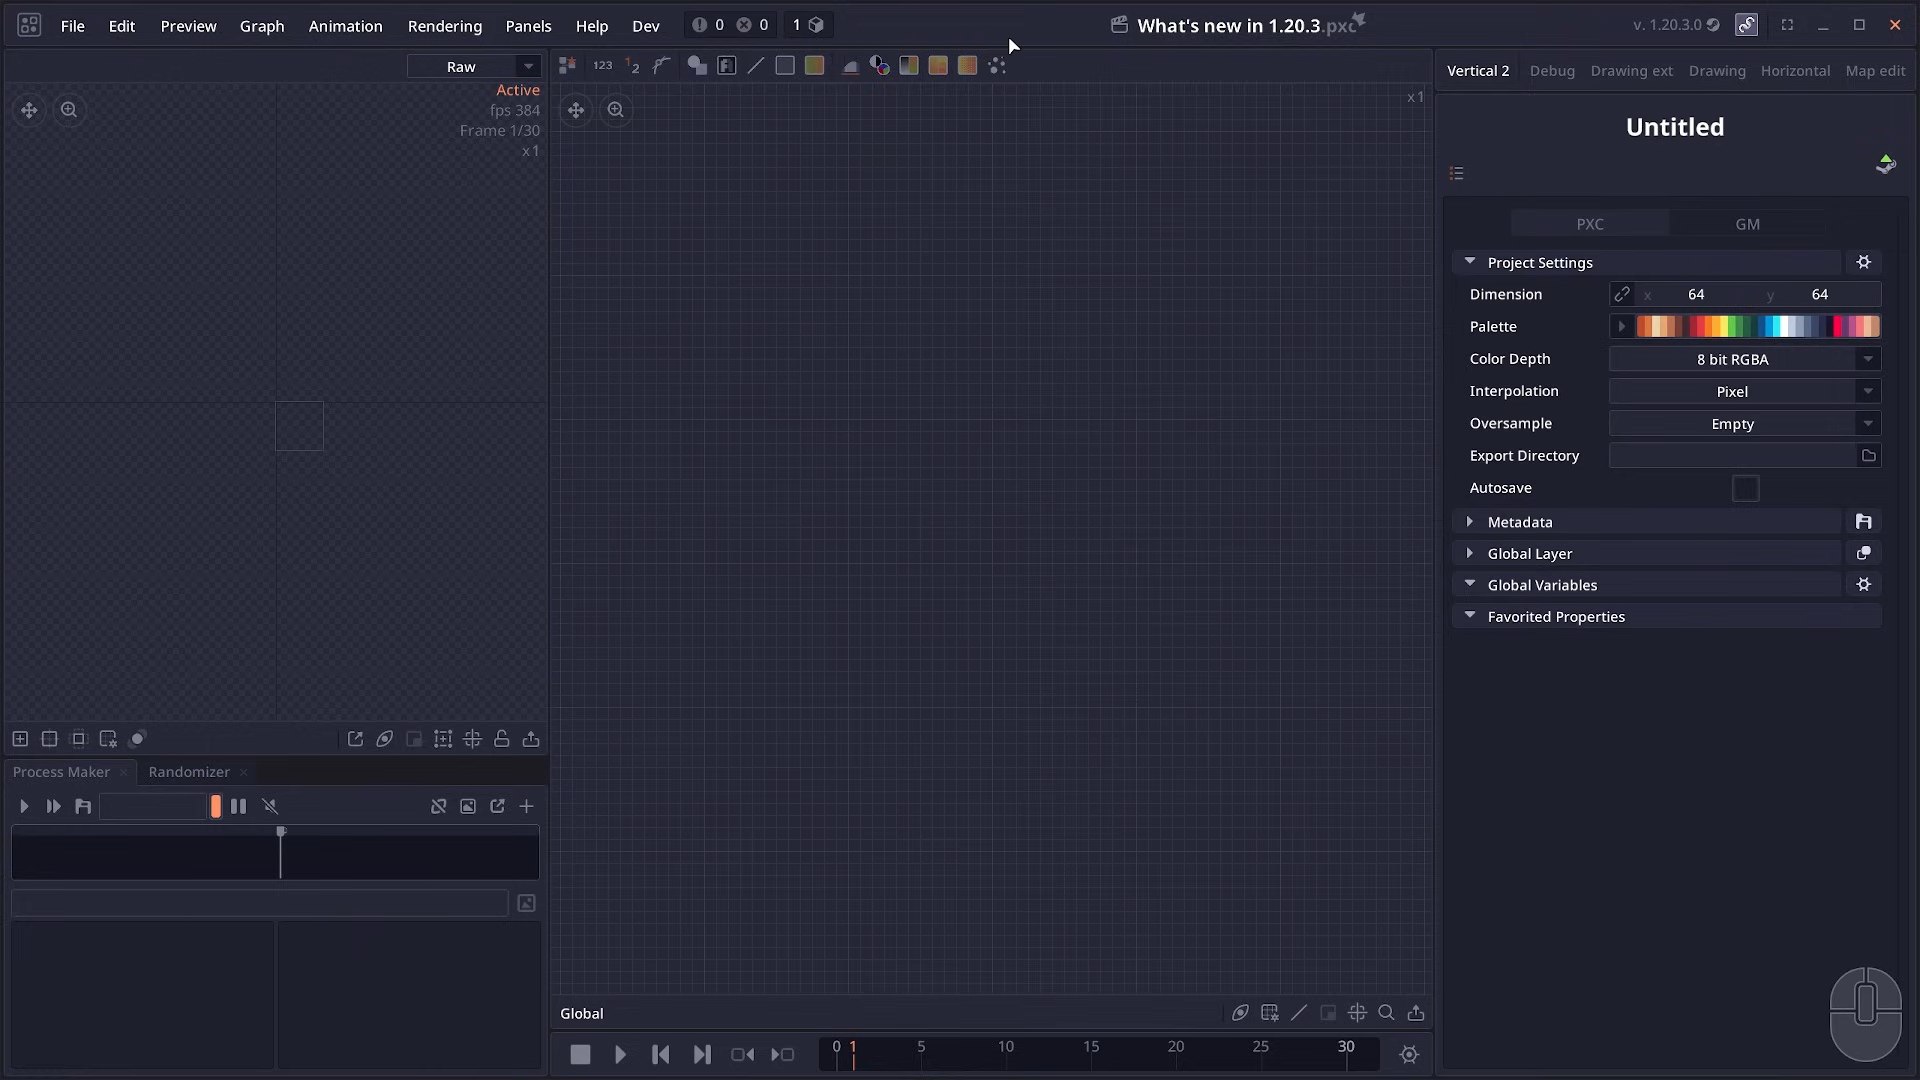 File Edit Preview Graph Animation Rendering Panels Help Dev 0 0 1 What's new in 1.20.3.pxc v. 1.20.3.0
Raw
Active
fps 384
Frame 1/30
x1
123 1 2
x1
Vertical 2 Debug Drawing ext Drawing Horizontal Map edit
Untitled
PXC GM
Project Settings
Dimension x 64 y 64
Palette
Color Depth 8 bit RGBA
Interpolation Pixel
Oversample Empty
Export Directory
Autosave
Metadata
Global Layer
Global Variables
Favorited Properties
Process Maker Randomizer
Global
0 1 5 10 15 20 25 30